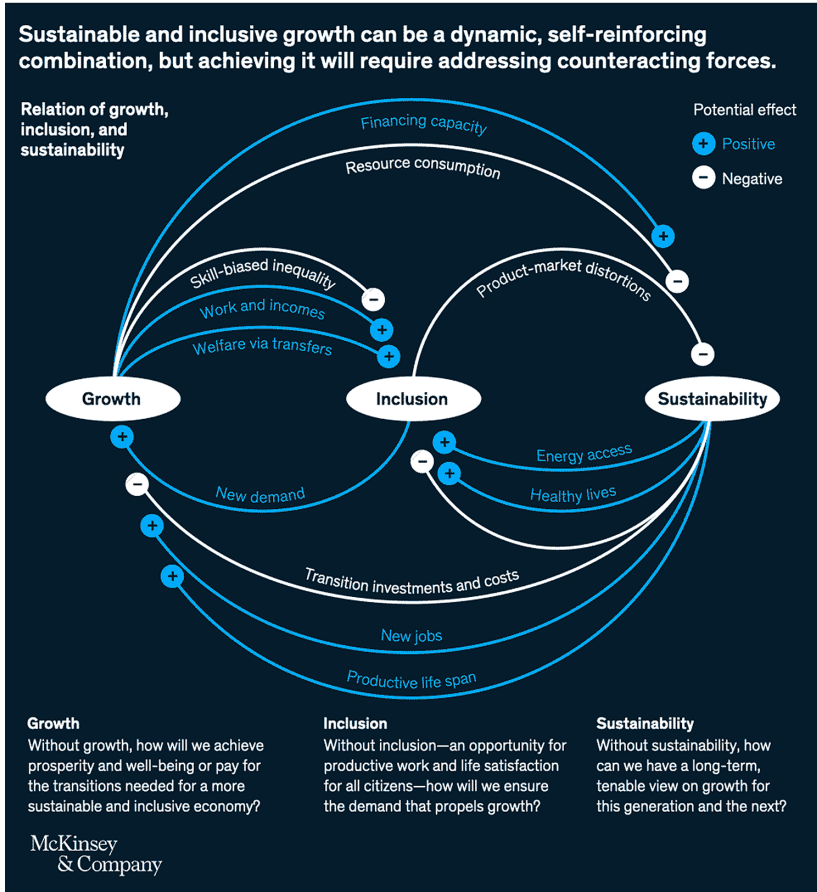 Sustainable and inclusive growth can be a dynamic, self-reinforcing
combination, but achieving it will require addressing counteracting forces.
Relation of growth,
inclusion, and
sustainability
Potential effect
+ Positive
– Negative
Financing capacity
Resource consumption
Skill-biased inequality
Work and incomes
Welfare via transfers
Product-market distortions
Growth
Inclusion
Sustainability
Energy access
Healthy lives
New demand
Transition investments and costs
New jobs
Productive life span
Growth
Without growth, how will we achieve
prosperity and well-being or pay for
the transitions needed for a more
sustainable and inclusive economy?
Inclusion
Without inclusion—an opportunity for
productive work and life satisfaction
for all citizens—how will we ensure
the demand that propels growth?
Sustainability
Without sustainability, how
can we have a long-term,
tenable view on growth for
this generation and the next?
McKinsey
& Company